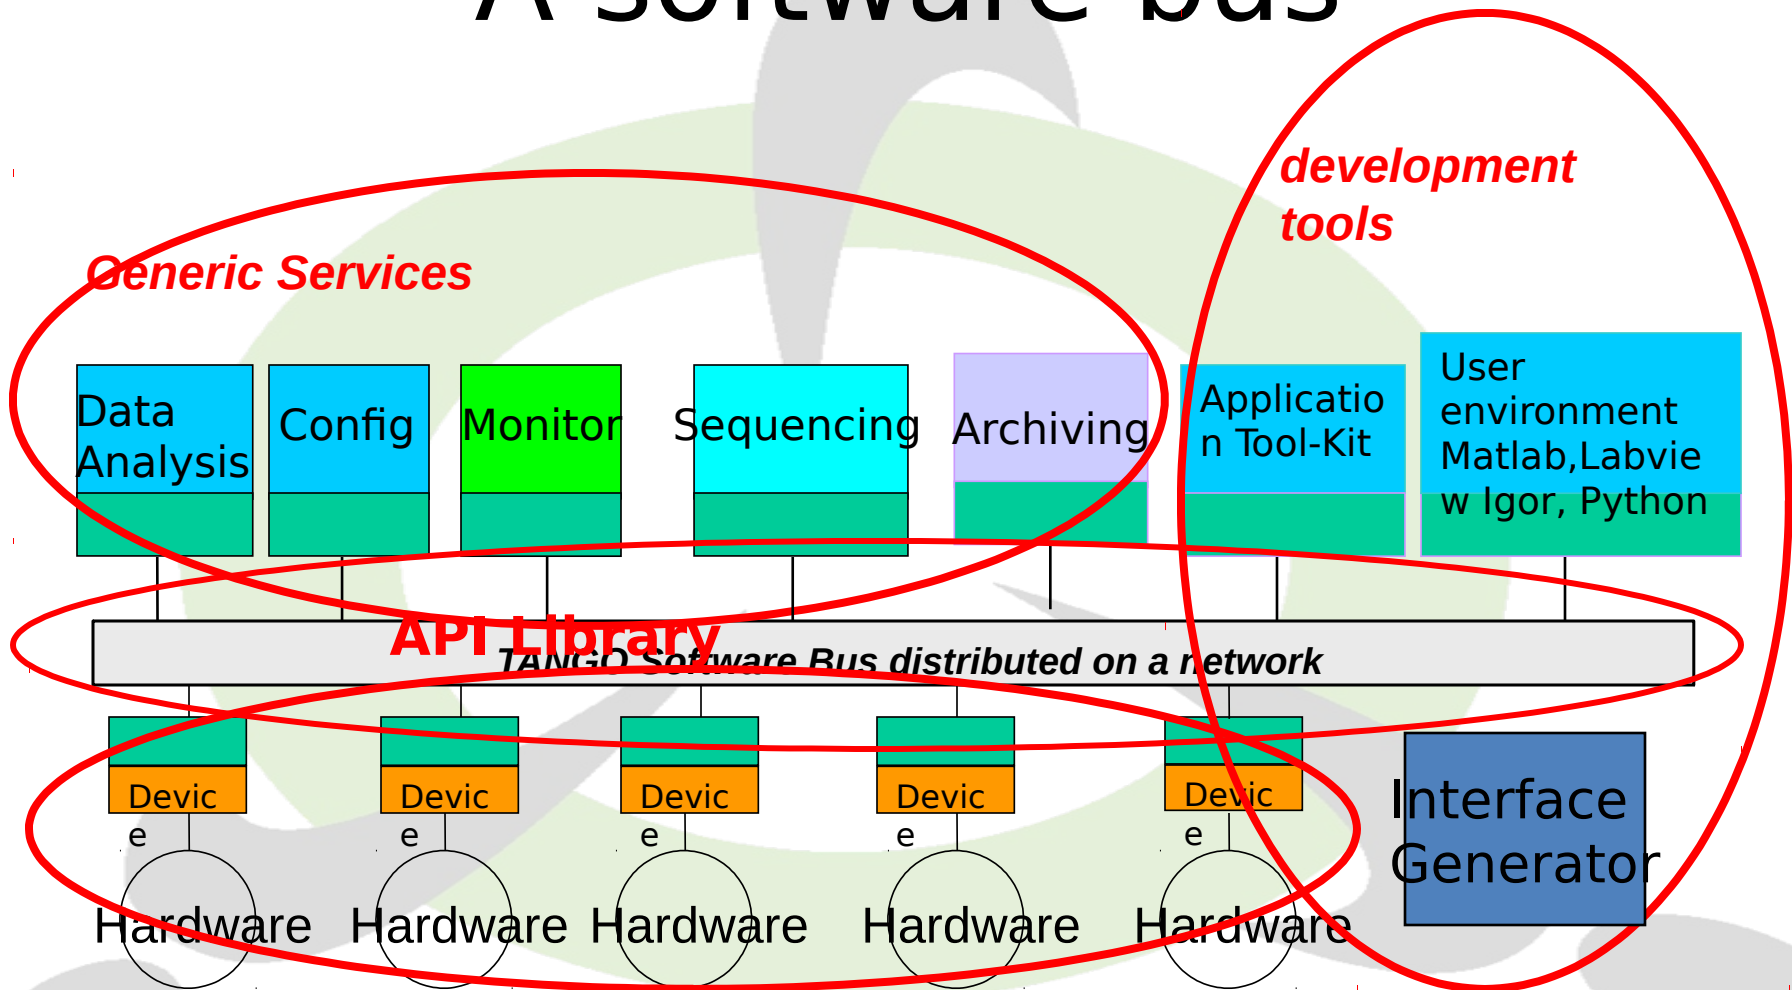 A software bus
development
tools
Generic Services
Data
Analysis
Config
Monitor
Sequencing
Archiving
Applicatio
n Tool-Kit
User
environment
Matlab,Labvie
w Igor, Python
API Library
TANGO Software Bus distributed on a network
Devic
e
Devic
e
Devic
e
Devic
e
Devic
e
Interface
Generator
Hardware
Hardware
Hardware
Hardware
Hardware